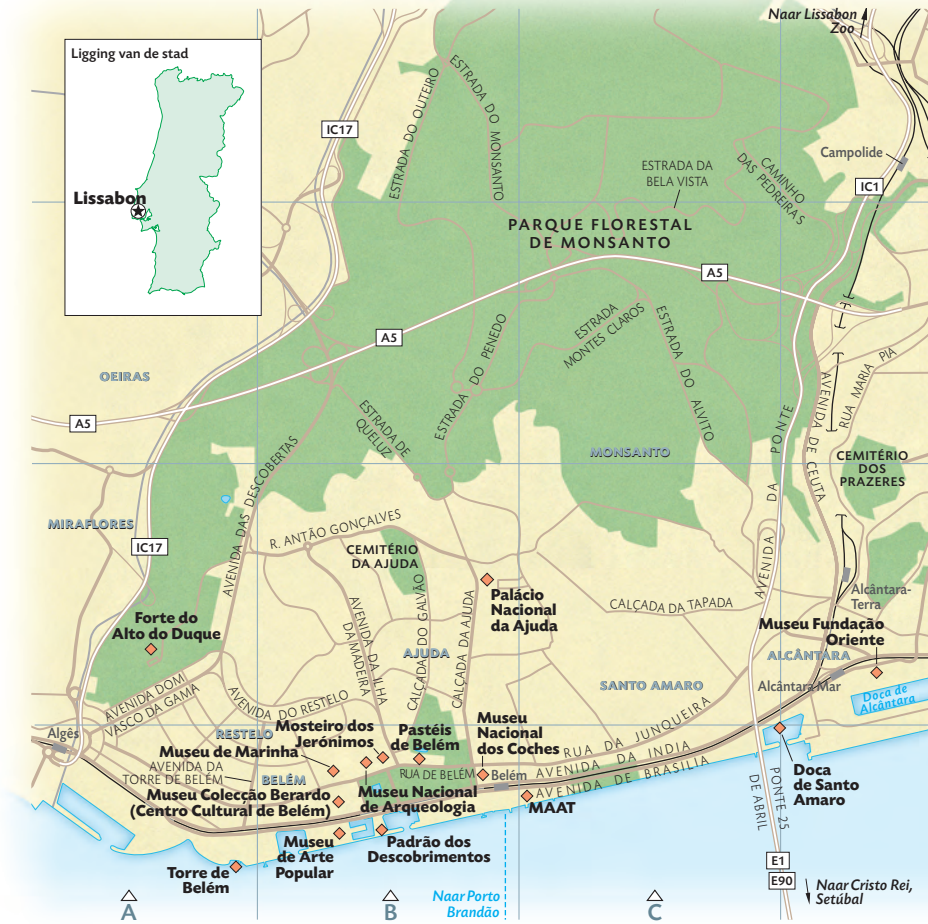 Naar Lissabon
Zoo
Ligging van de stad
Lissabon
IC17
ESTRADA DO OUTEIRO
ESTRADA DO MONSANTO
ESTRADA DA
BELA VISTA
CAMINHO
DAS PEDREIRAS
Campolide
IC1
PARQUE FLORESTAL
DE MONSANTO
A5
A5
A5
OEIRAS
ESTRADA DO PENEDO
ESTRADA
MONTES CLAROS
ESTRADA DO ALVITO
ESTRADA DE
QUELUZ
AVENIDA DAS DESCOBERTAS
MONSANTO
AVENIDA DA PONTE
AVENIDA DE CEUTA
RUA MARIA PIA
CEMITÉRIO
DOS
PRAZERES
MIRAFLORES
IC17
R. ANTÃO GONÇALVES
CEMITÉRIO
DA AJUDA
Palácio
Nacional
da Ajuda
CALÇADA DA TAPADA
Alcântara-
Terra
Museu Fundação
Oriente
Forte do
Alto do Duque
AVENIDA DA ILHA
DA MADEIRA
CALÇADA DO GALVÃO
CALÇADA DA AJUDA
AJUDA
SANTO AMARO
ALCÂNTARA
Alcântara Mar
Doca de
Alcântara
AVENIDA DOM
VASCO DA GAMA
AVENIDA DO RESTELO
RESTELO
Algés
Mosteiro dos
Jerónimos
Pastéis
de Belém
Museu
Nacional
dos Coches
RUA DA JUNQUEIRA
Museu de Marinha
AVENIDA DA
TORRE DE BELÉM
BELÉM
RUA DE BELÉM
Belém
AVENIDA DA INDIA
AVENIDA DE BRASILIA
Museu Colecção Berardo
(Centro Cultural de Belém)
Museu Nacional
de Arqueologia
MAAT
Doca
de Santo
Amaro
PONTE 25
DE ABRIL
Museu
de Arte
Popular
Padrão dos
Descobrimentos
Torre de
Belém
E1
E90
Naar Cristo Rei,
Setúbal
Naar Porto
Brandão
A
B
C